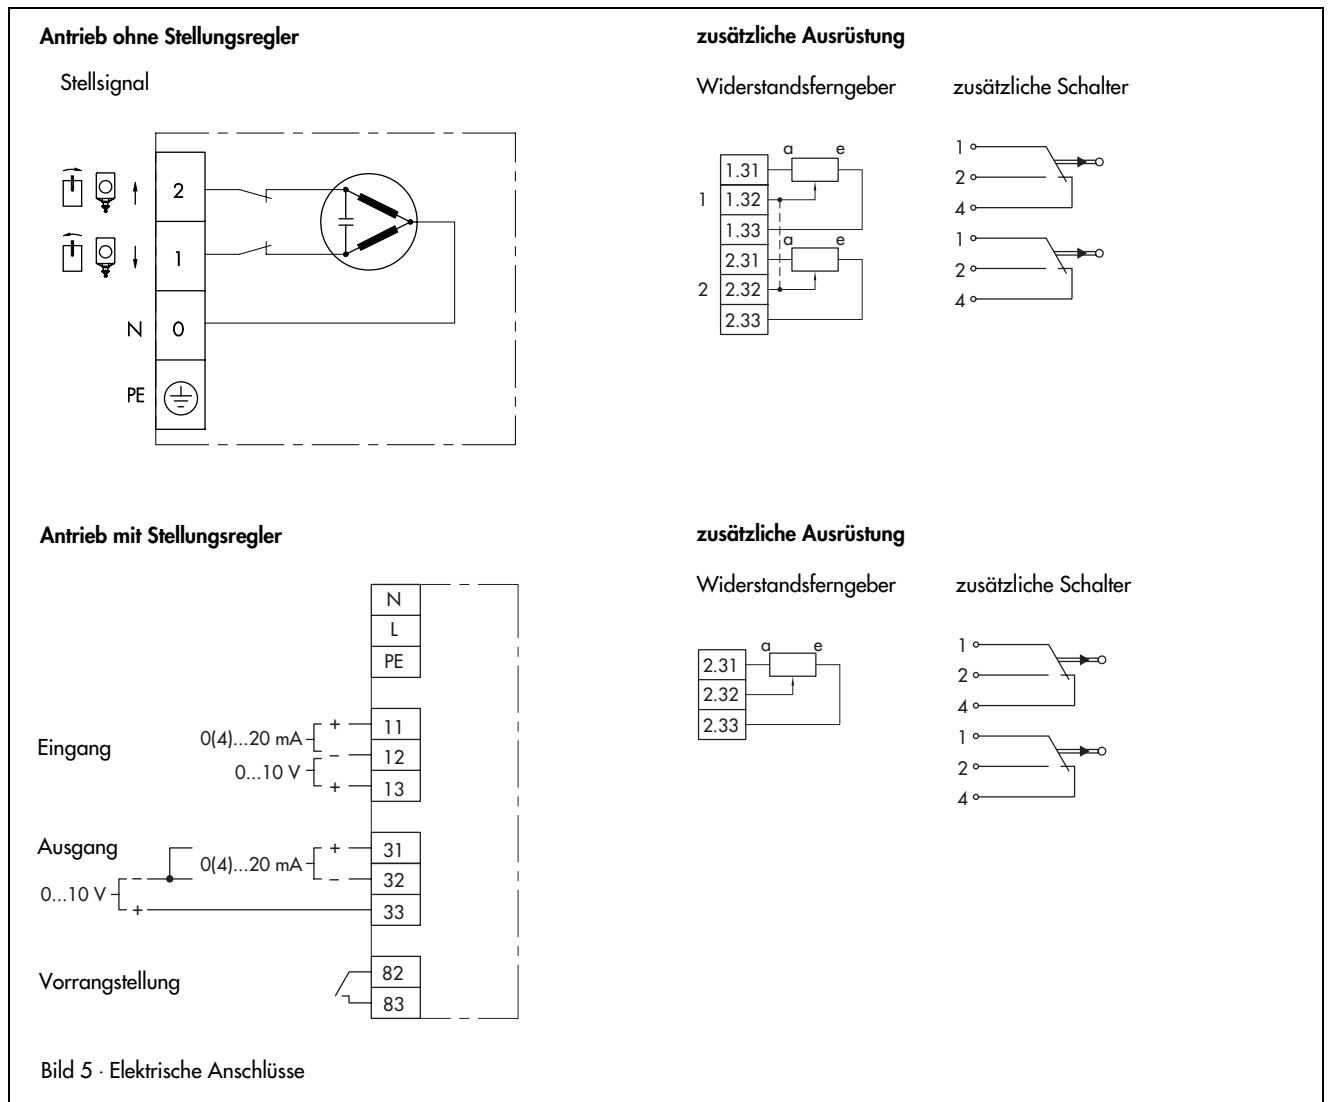 Antrieb ohne Stellungsregler
Stellsignal
2
1
N 0
PE
zusätzliche Ausrüstung
Widerstandsferngeber
a e
1.31
1 1.32
1.33
a e
2.31
2 2.32
2.33
zusätzliche Schalter
1
2
4
1
2
4
Antrieb mit Stellungsregler
N
L
PE
Eingang
0(4)...20 mA + 11
− 12
0...10 V + 13
Ausgang
0(4)...20 mA + 31
− − 32
0...10 V + 33
Vorrangstellung
82
83
zusätzliche Ausrüstung
Widerstandsferngeber
a e
2.31
2.32
2.33
zusätzliche Schalter
1
2
4
1
2
4
Bild 5 · Elektrische Anschlüsse